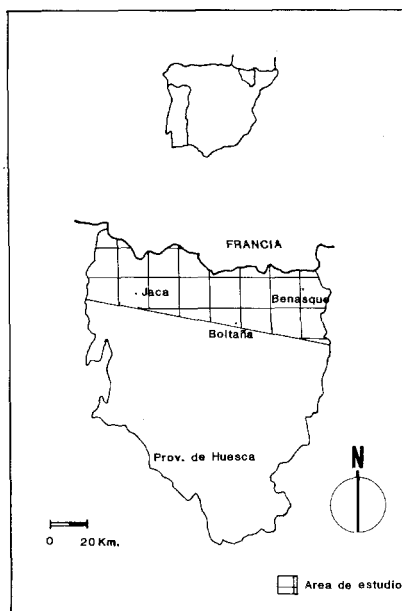 FRANCIA
Jaca
Benasque
Boltaña
Prov. de Huesca
N
0 20 Km.
Area de estudio